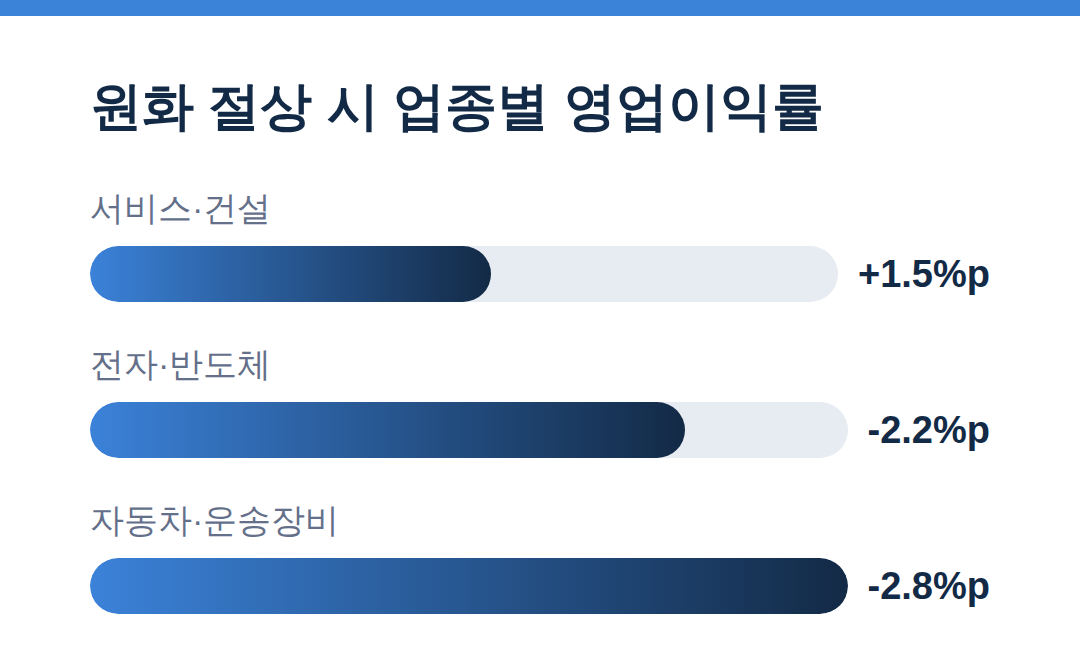 원화 절상 시 업종별 영업이익률
서비스·건설
+1.5%p
전자·반도체
-2.2%p
자동차·운송장비
-2.8%p